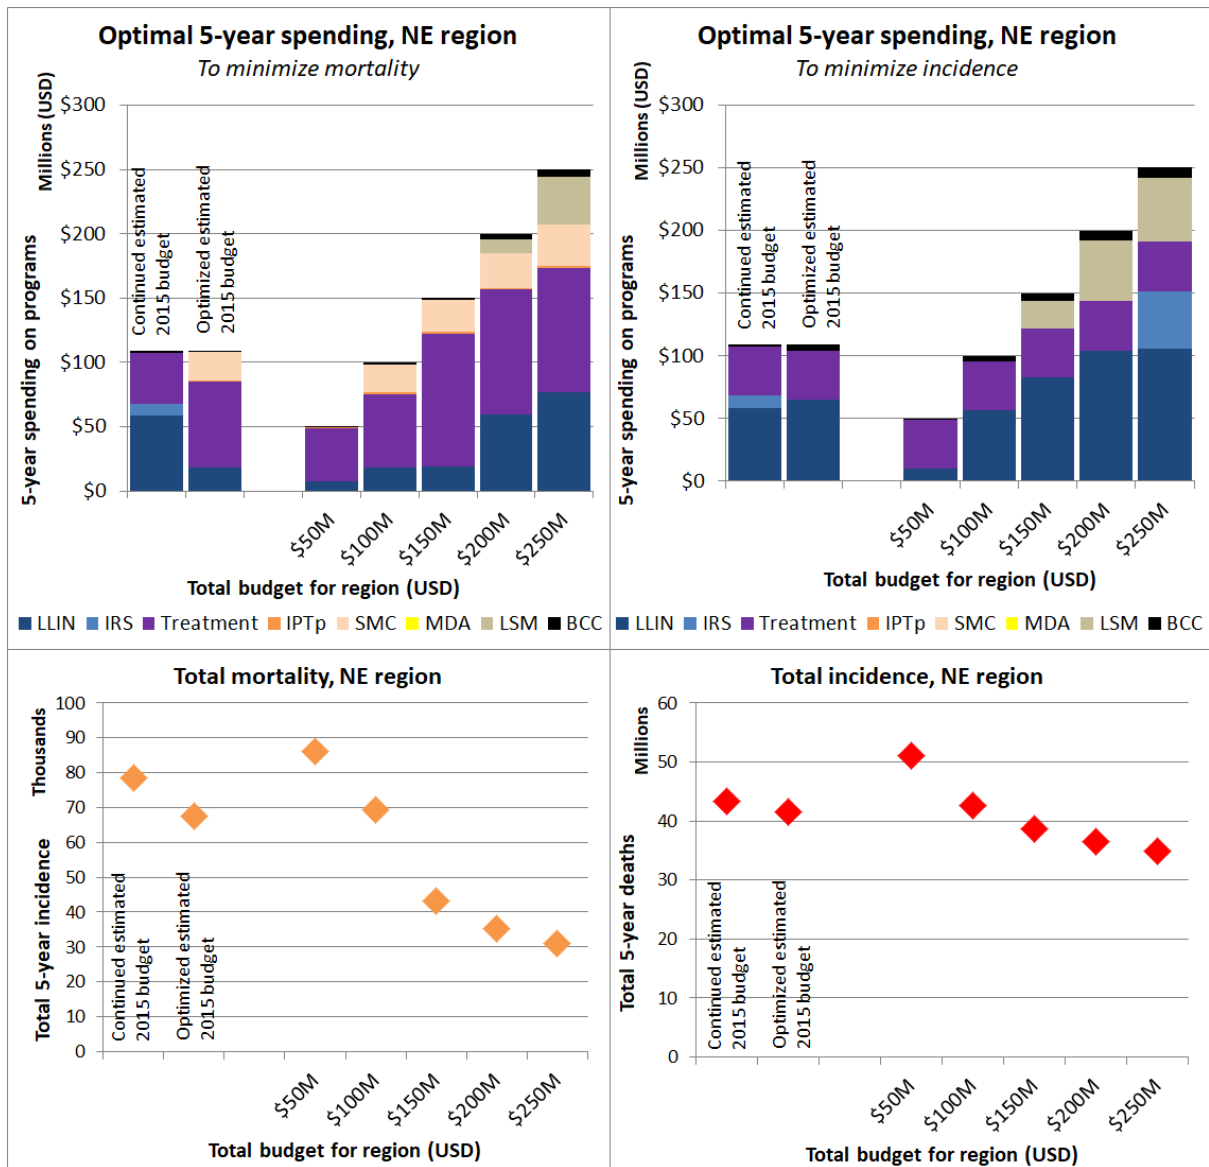 Optimal 5-year spending, NE region
To minimize mortality
5-year spending on programs
Millions (USD)
$300
$250
$200
$150
$100
$50
$0
Continued estimated
2015 budget
Optimized estimated
2015 budget
$50M
$100M
$150M
$200M
$250M
Total budget for region (USD)
LLIN IRS Treatment IPTp SMC MDA LSM BCC
Optimal 5-year spending, NE region
To minimize incidence
5-year spending on programs
Millions (USD)
$300
$250
$200
$150
$100
$50
$0
Continued estimated
2015 budget
Optimized estimated
2015 budget
$50M
$100M
$150M
$200M
$250M
Total budget for region (USD)
LLIN IRS Treatment IPTp SMC MDA LSM BCC
Total mortality, NE region
Total 5-year incidence
Thousands
100
90
80
70
60
50
40
30
20
10
0
Continued estimated
2015 budget
Optimized estimated
2015 budget
$50M
$100M
$150M
$200M
$250M
Total budget for region (USD)
Total incidence, NE region
Total 5-year deaths
Millions
60
50
40
30
20
10
0
Continued estimated
2015 budget
Optimized estimated
2015 budget
$50M
$100M
$150M
$200M
$250M
Total budget for region (USD)